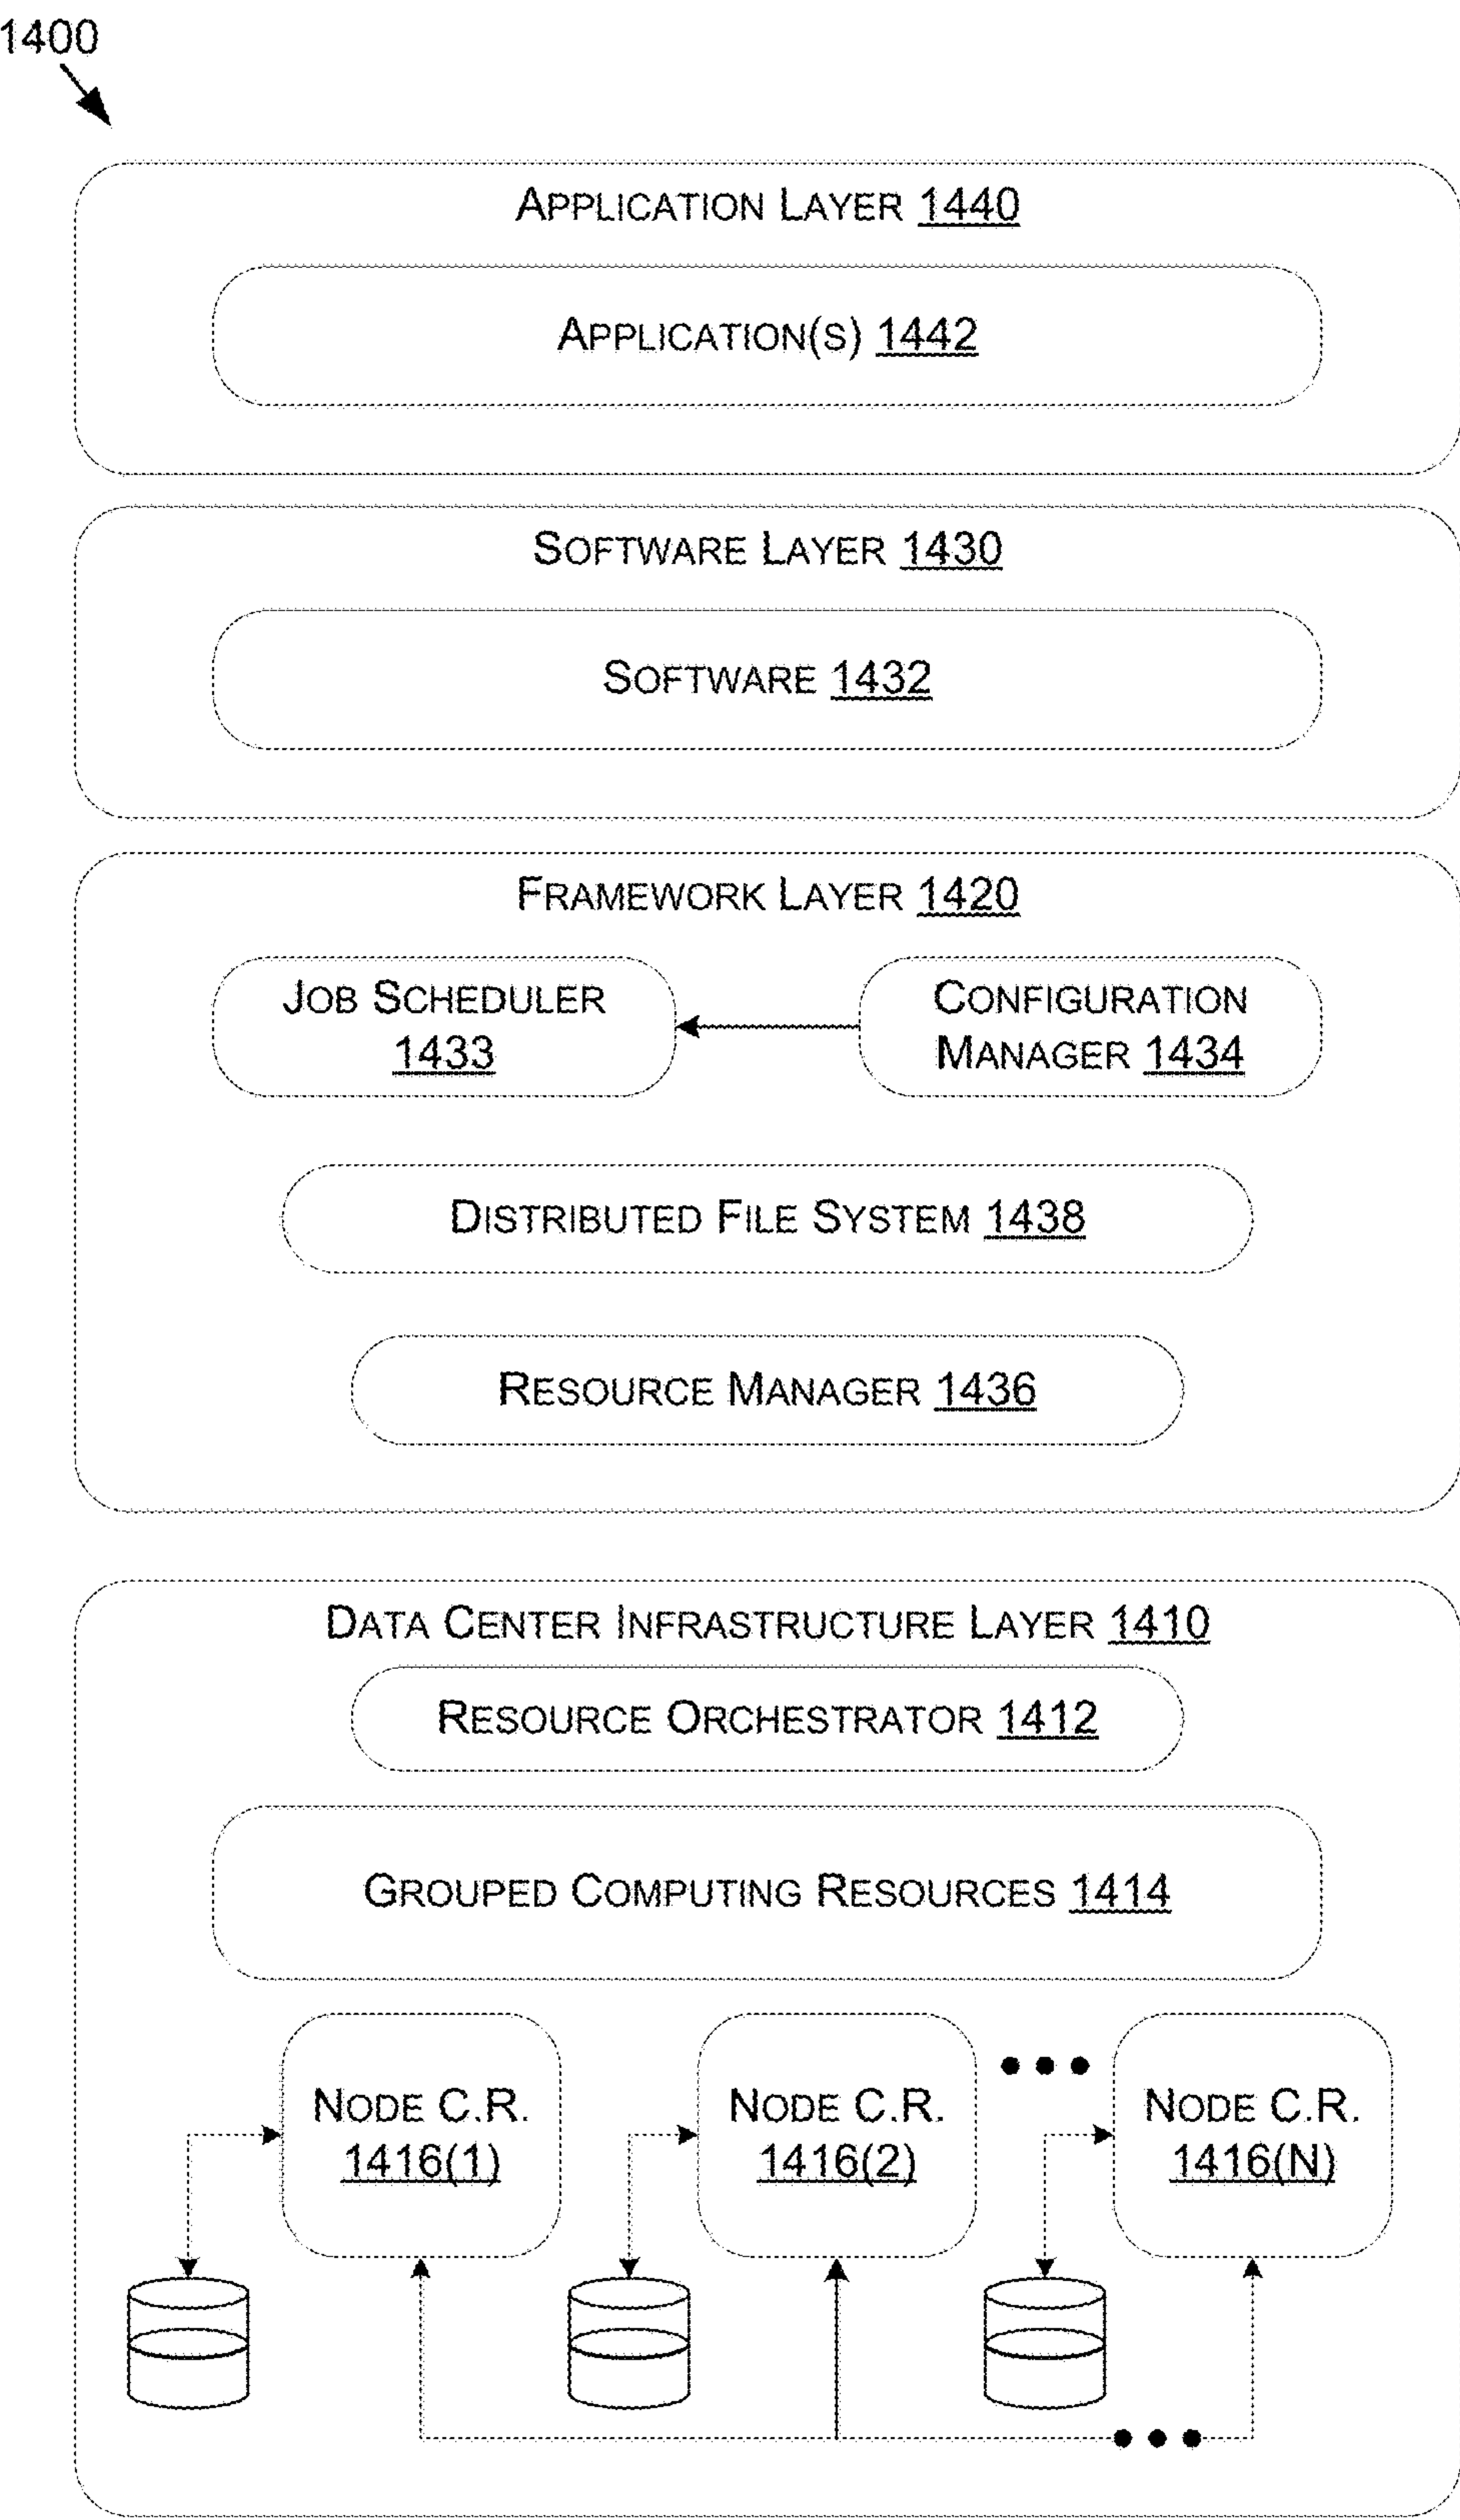 1400
APPLICATION LAYER 1440
APPLICATION(S) 1442
SOFTWARE LAYER 1430
SOFTWARE 1432
FRAMEWORK LAYER 1420
JOB SCHEDULER
1433
CONFIGURATION
MANAGER 1434
DISTRIBUTED FILE SYSTEM 1438
RESOURCE MANAGER 1436
DATA CENTER INFRASTRUCTURE LAYER 1410
RESOURCE ORCHESTRATOR 1412
GROUPED COMPUTING RESOURCES 1414
NODE C.R.
1416(1)
NODE C.R.
1416(2)
NODE C.R.
1416(N)